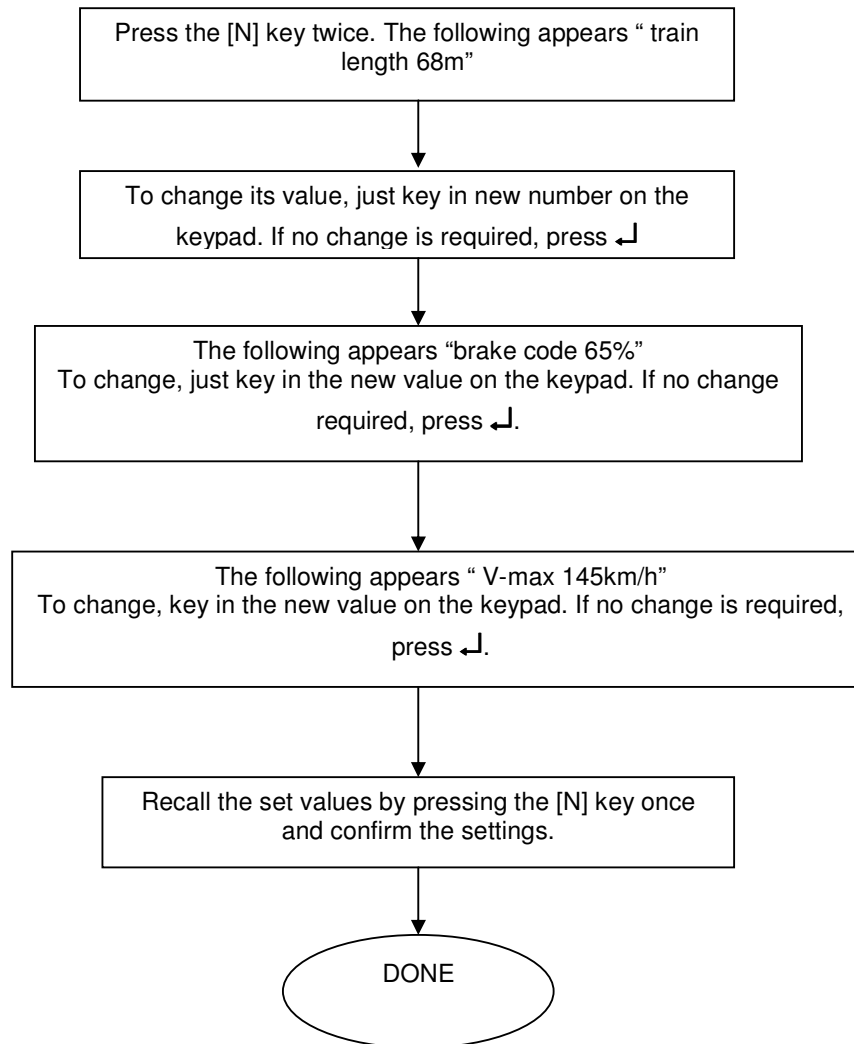 Press the [N] key twice. The following appears “ train
length 68m”
To change its value, just key in new number on the
keypad. If no change is required, press ↵
The following appears “brake code 65%”
To change, just key in the new value on the keypad. If no change
required, press ↵.
The following appears “ V-max 145km/h”
To change, key in the new value on the keypad. If no change is required,
press ↵.
Recall the set values by pressing the [N] key once
and confirm the settings.
DONE